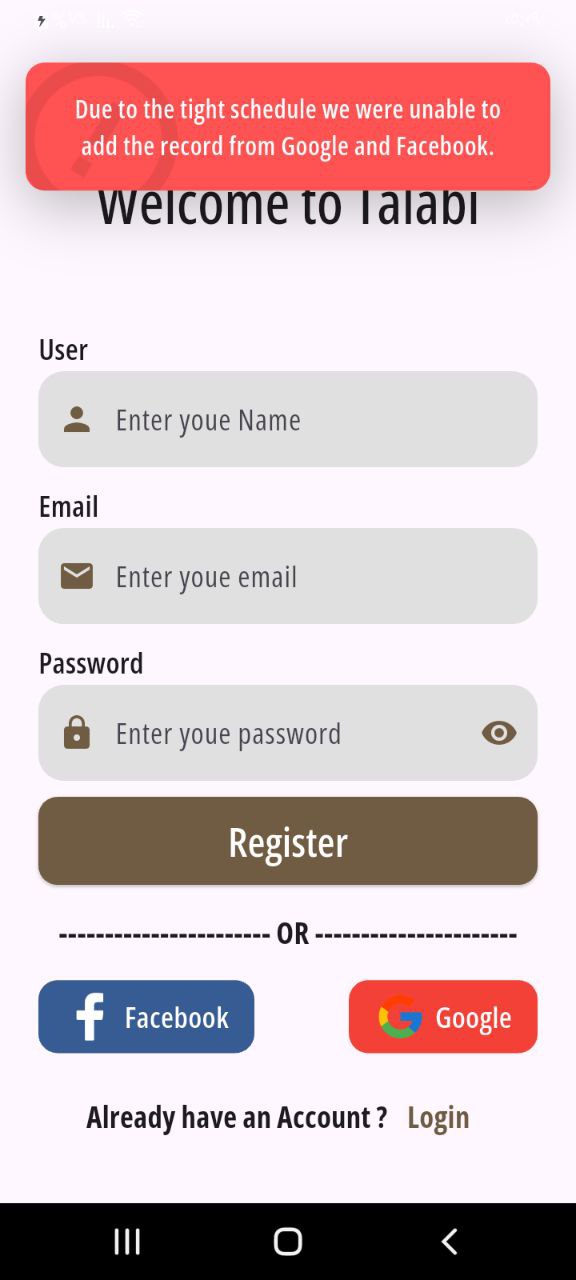 Due to the tight schedule we were unable to
add the record from Google and Facebook.
Welcome to Talabi
User
Enter youe Name
Email
Enter youe email
Password
Enter youe password
Register
----------------------- OR ----------------------
Facebook
Google
Already have an Account ? Login